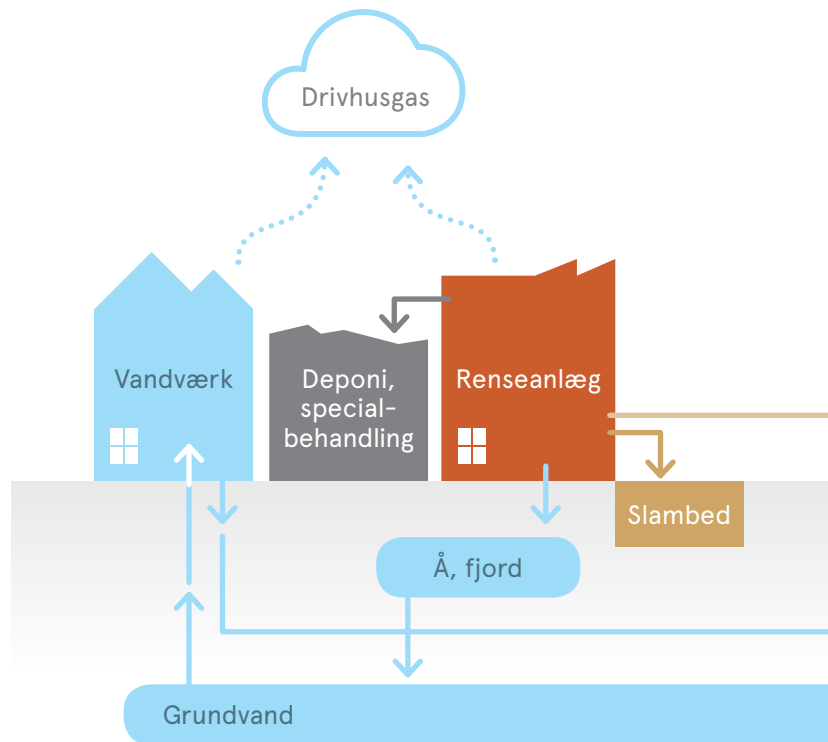 Drivhusgas
Vandværk
Deponi,
special-
behandling
Renseanlæg
Slambed
Å, fjord
Grundvand